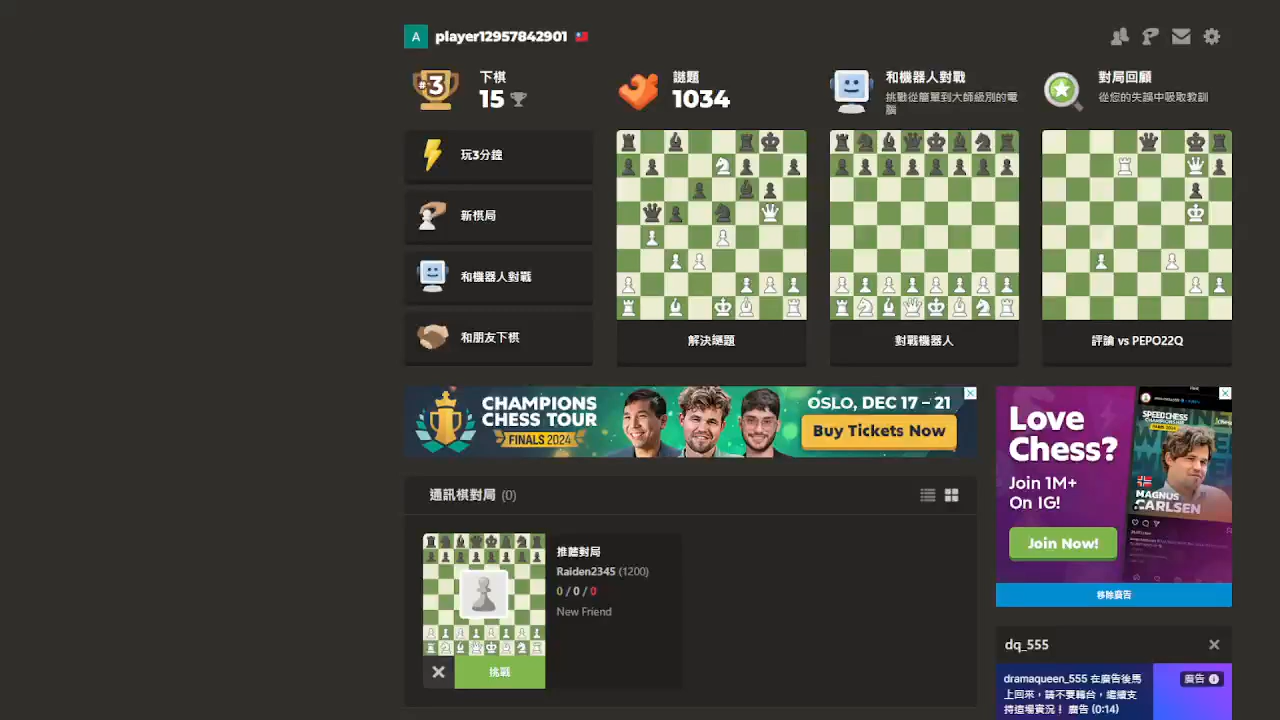 A player12957842901
#3 下棋
15
謎題
1034
和機器人對戰
挑戰從簡單到大師級別的電
腦
對局回顧
從您的失誤中吸取教訓
玩3分鐘
新棋局
和機器人對戰
和朋友下棋
解決謎題
對戰機器人
評論 vs PEPO22Q
CHAMPIONS
CHESS TOUR
FINALS 2024
OSLO, DEC 17 – 21
Buy Tickets Now
Love
Chess?
Join 1M+
On IG!
Join Now!
SPEED CHESS
MAGNUS
CARLSEN
移除廣告
通訊棋對局 (0)
推薦對局
Raiden2345 (1200)
0 / 0 / 0
New Friend
挑戰
dq_555
dramaqueen_555 在廣告後馬
上回來，請不要轉台，繼續支
持這場實況！ 廣告 (0:14)
廣告